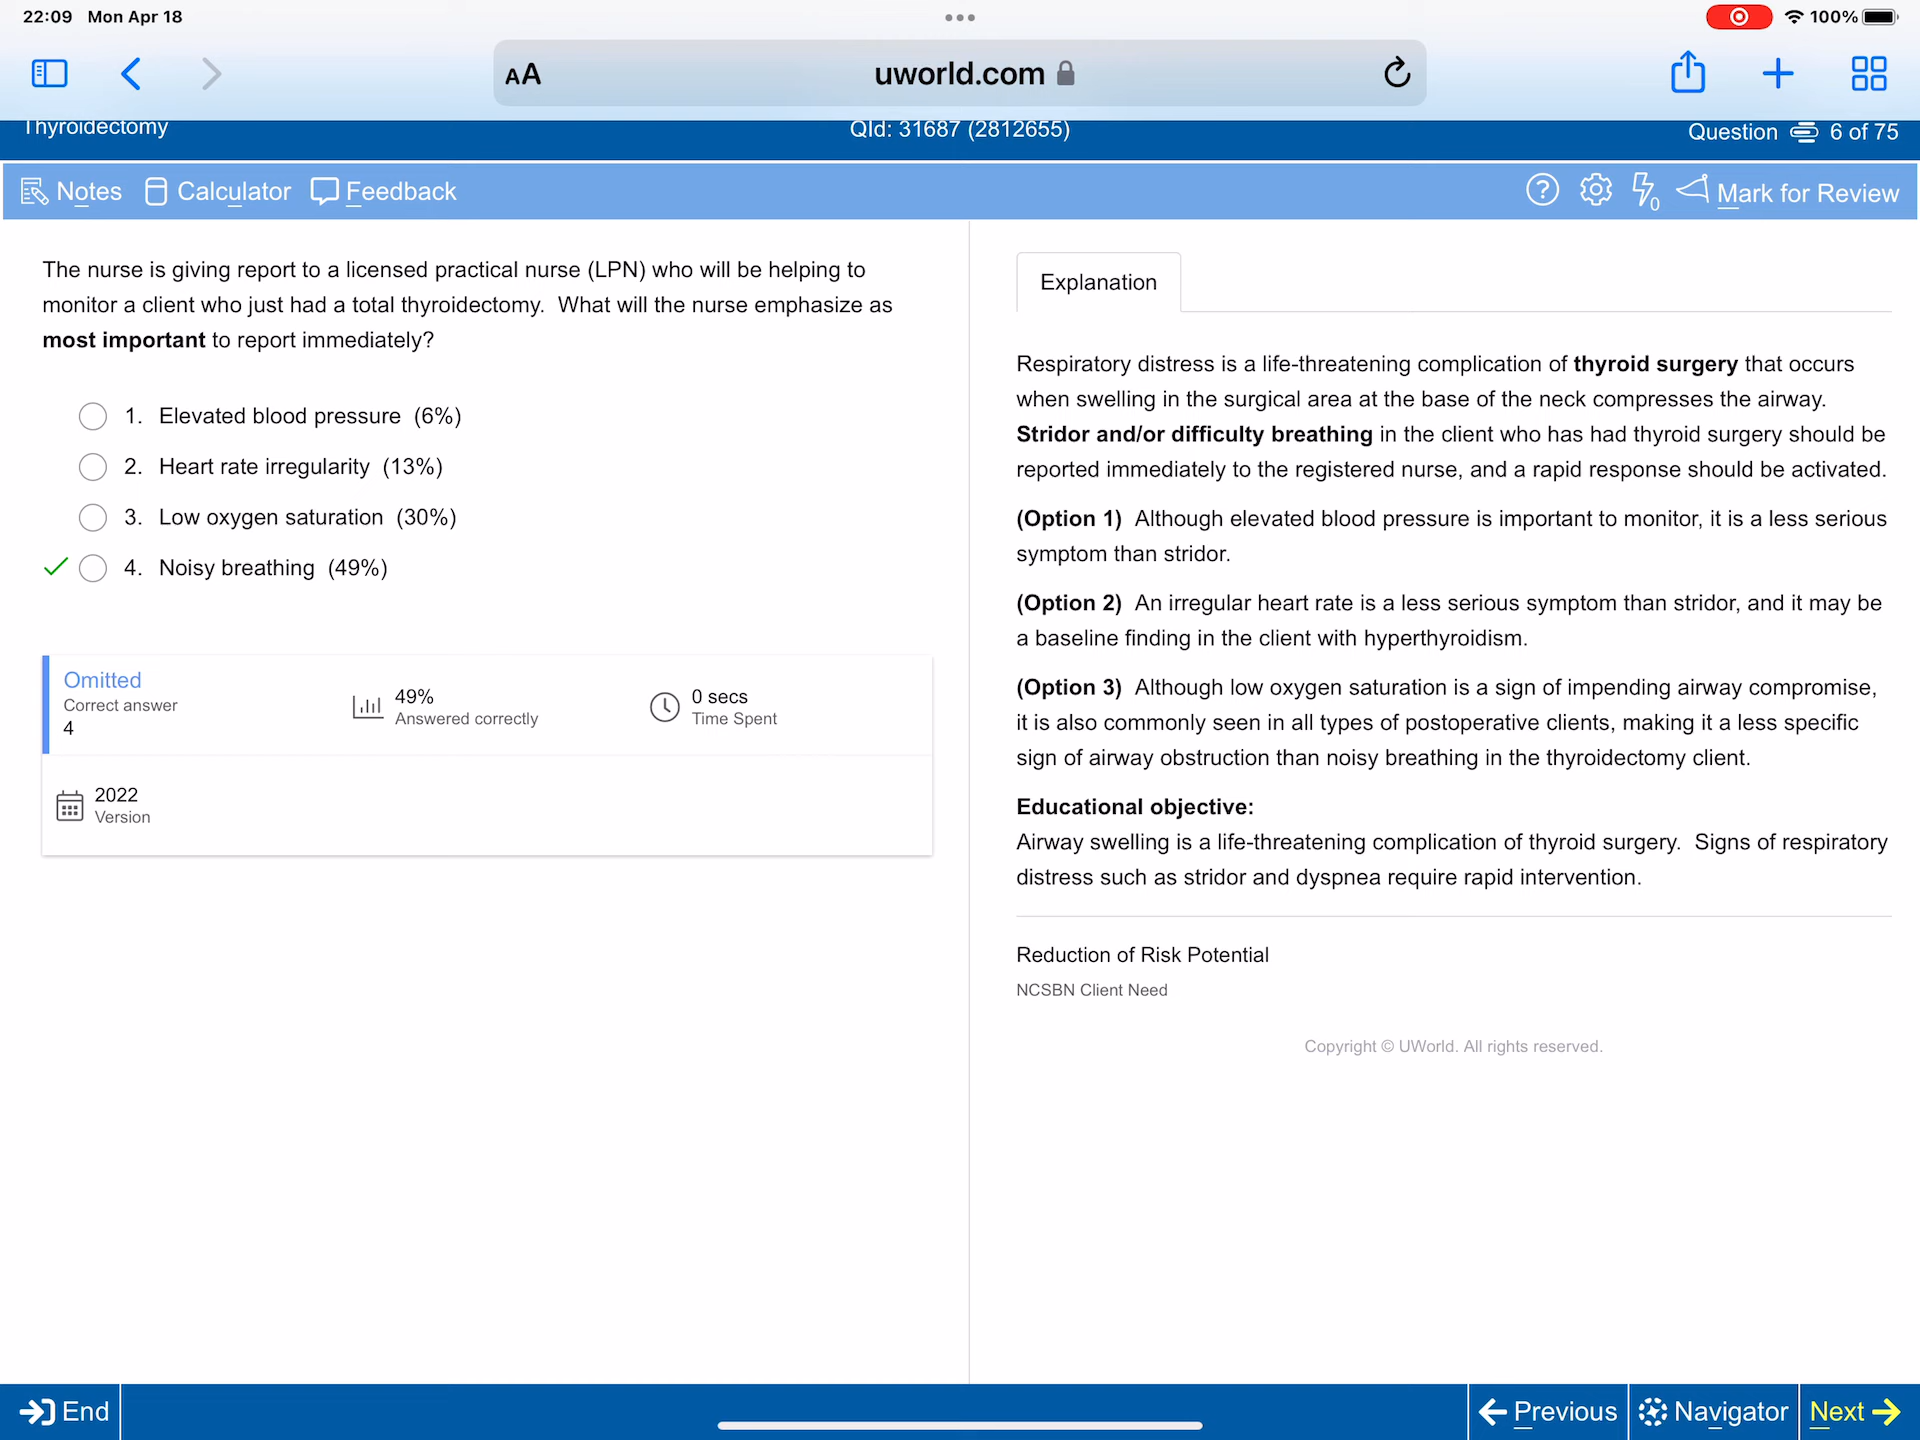 22:09 Mon Apr 18
100%
AA
uworld.com
Thyroidectomy
QId: 31687 (2812655)
Question 6 of 75
Notes
Calculator
Feedback
0
Mark for Review
The nurse is giving report to a licensed practical nurse (LPN) who will be helping to
monitor a client who just had a total thyroidectomy. What will the nurse emphasize as
most important to report immediately?
1. Elevated blood pressure (6%)
2. Heart rate irregularity (13%)
3. Low oxygen saturation (30%)
4. Noisy breathing (49%)
Omitted
Correct answer
4
49%
Answered correctly
0 secs
Time Spent
2022
Version
Explanation
Respiratory distress is a life-threatening complication of thyroid surgery that occurs
when swelling in the surgical area at the base of the neck compresses the airway.
Stridor and/or difficulty breathing in the client who has had thyroid surgery should be
reported immediately to the registered nurse, and a rapid response should be activated.
(Option 1) Although elevated blood pressure is important to monitor, it is a less serious
symptom than stridor.
(Option 2) An irregular heart rate is a less serious symptom than stridor, and it may be
a baseline finding in the client with hyperthyroidism.
(Option 3) Although low oxygen saturation is a sign of impending airway compromise,
it is also commonly seen in all types of postoperative clients, making it a less specific
sign of airway obstruction than noisy breathing in the thyroidectomy client.
Educational objective:
Airway swelling is a life-threatening complication of thyroid surgery. Signs of respiratory
distress such as stridor and dyspnea require rapid intervention.
Reduction of Risk Potential
NCSBN Client Need
Copyright © UWorld. All rights reserved.
End
Previous
Navigator
Next